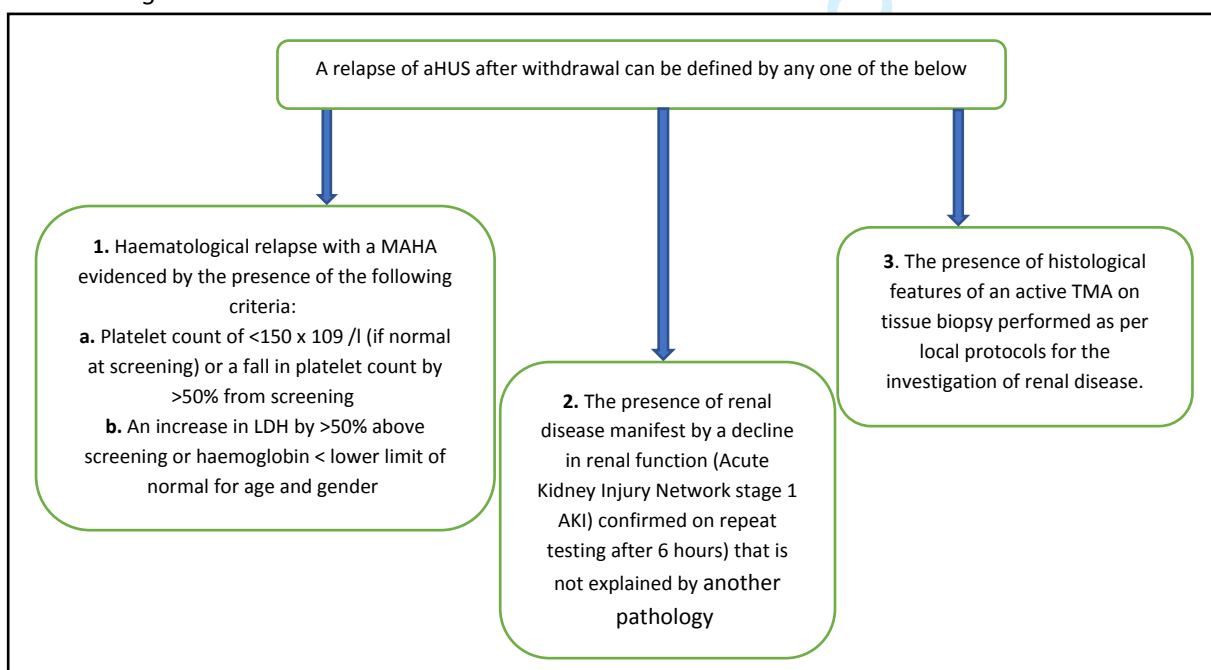 A relapse of aHUS after withdrawal can be defined by any one of the below
1. Haematological relapse with a MAHA
evidenced by the presence of the following
criteria:
a. Platelet count of <150 x 109 /l (if normal
at screening) or a fall in platelet count by
>50% from screening
b. An increase in LDH by >50% above
screening or haemoglobin < lower limit of
normal for age and gender
2. The presence of renal
disease manifest by a decline
in renal function (Acute
Kidney Injury Network stage 1
AKI) confirmed on repeat
testing after 6 hours) that is
not explained by another
pathology
3. The presence of histological
features of an active TMA on
tissue biopsy performed as per
local protocols for the
investigation of renal disease.